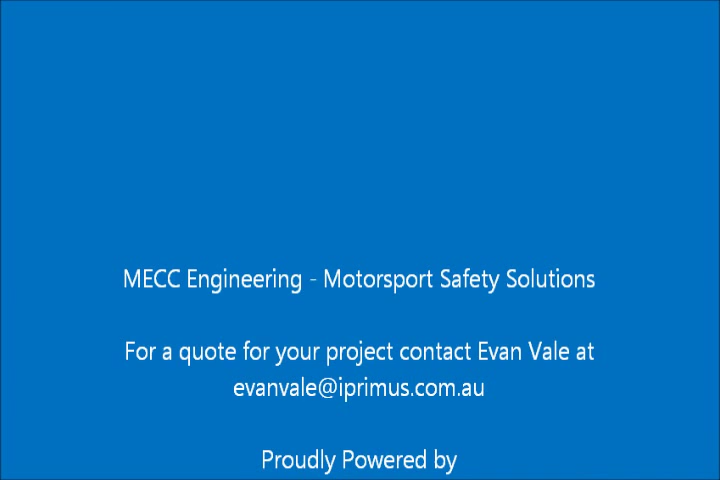 MECC Engineering - Motorsport Safety Solutions
For a quote for your project contact Evan Vale at
evanvale@iprimus.com.au
Proudly Powered by